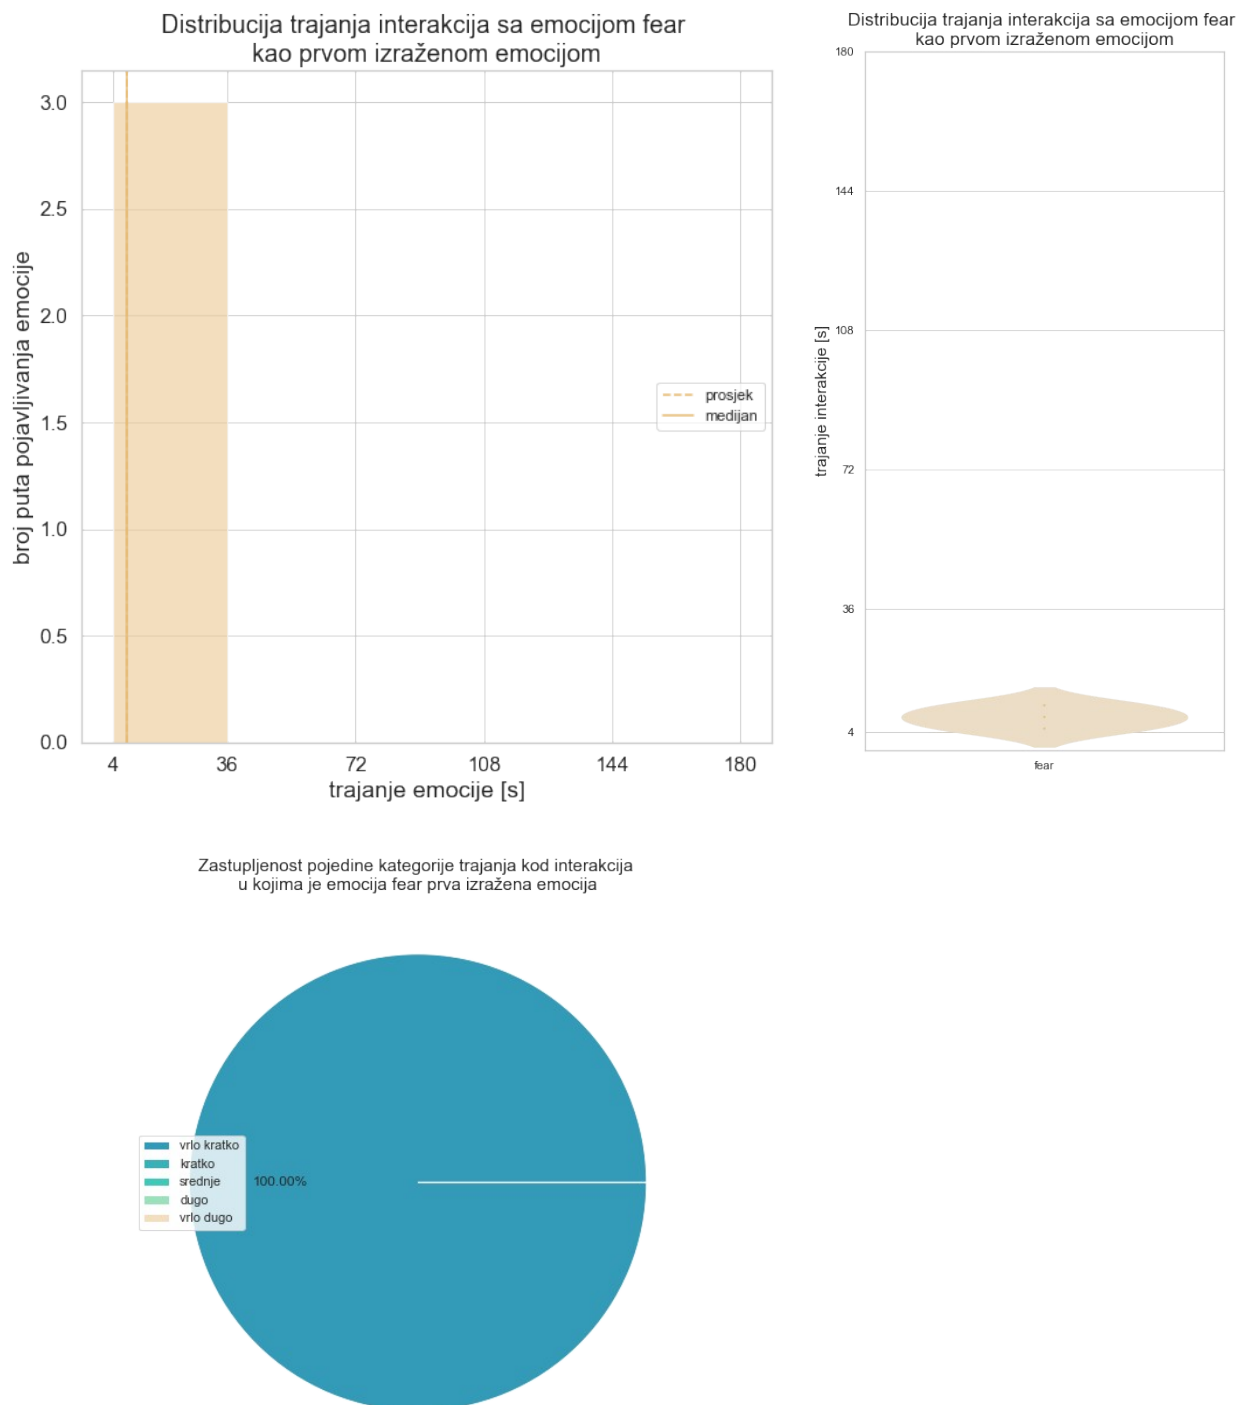 Distribucija trajanja interakcija sa emocijom fear
kao prvom izraženom emocijom
3.0
2.5
2.0
1.5
1.0
0.5
0.0
broj puta pojavljivanja emocije
prosjek
medijan
4 36 72 108 144 180
trajanje emocije [s]
Distribucija trajanja interakcija sa emocijom fear
kao prvom izraženom emocijom
180
144
108
72
36
4
trajanje interakcije [s]
fear
Zastupljenost pojedine kategorije trajanja kod interakcija
u kojima je emocija fear prva izražena emocija
vrlo kratko
kratko
srednje
dugo
vrlo dugo
100.00%